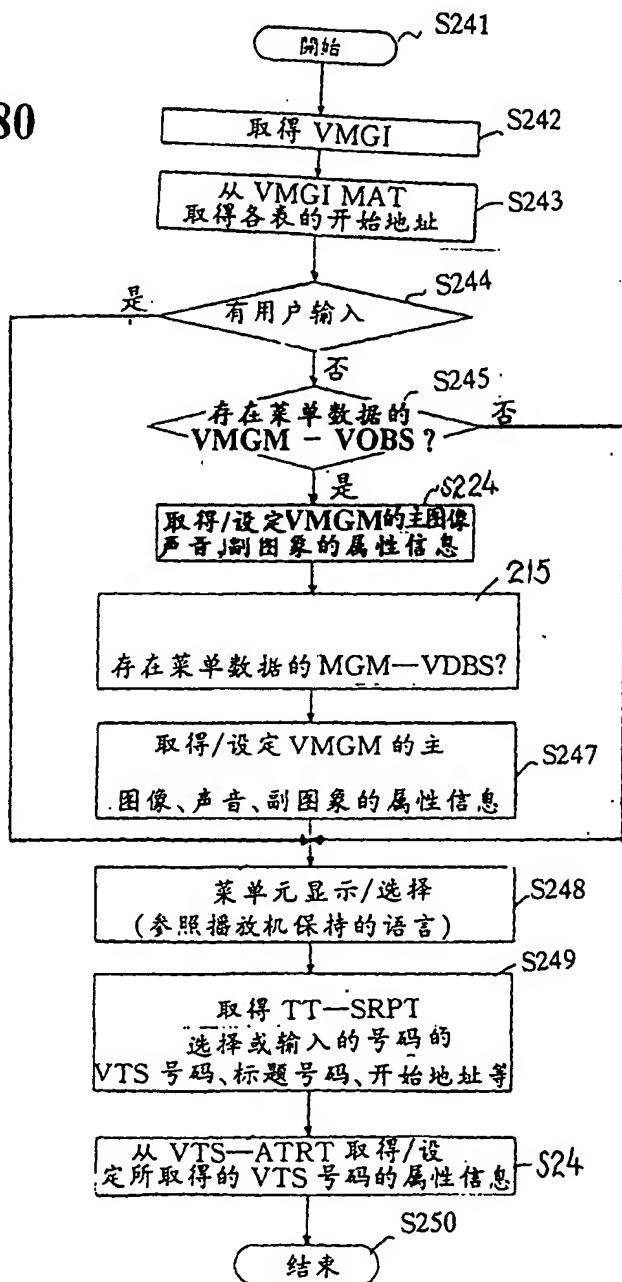 80
開始
S241
取得 VMGI
S242
从 VMGI MAT
取得各表的开始地址
S243
S244
是
有用户输入
否
S245
存在菜单数据的
VMGM – VOBS?
否
是
S224
取得/设定VMGM的主图像
声音、副图象的属性信息
215
存在菜单数据的MGM—VDBS?
取得/设定 VMGM 的主
图像、声音、副图象的属性信息
S247
菜单元显示/选择
(参照播放机保持的语言)
S248
S249
取得 TT—SRPT
选择或输入的号码的
VTS 号码、标题号码、开始地址等
从 VTS—ATRT 取得/设
定所取得的 VTS 号码的属性信息
S24
S250
结束